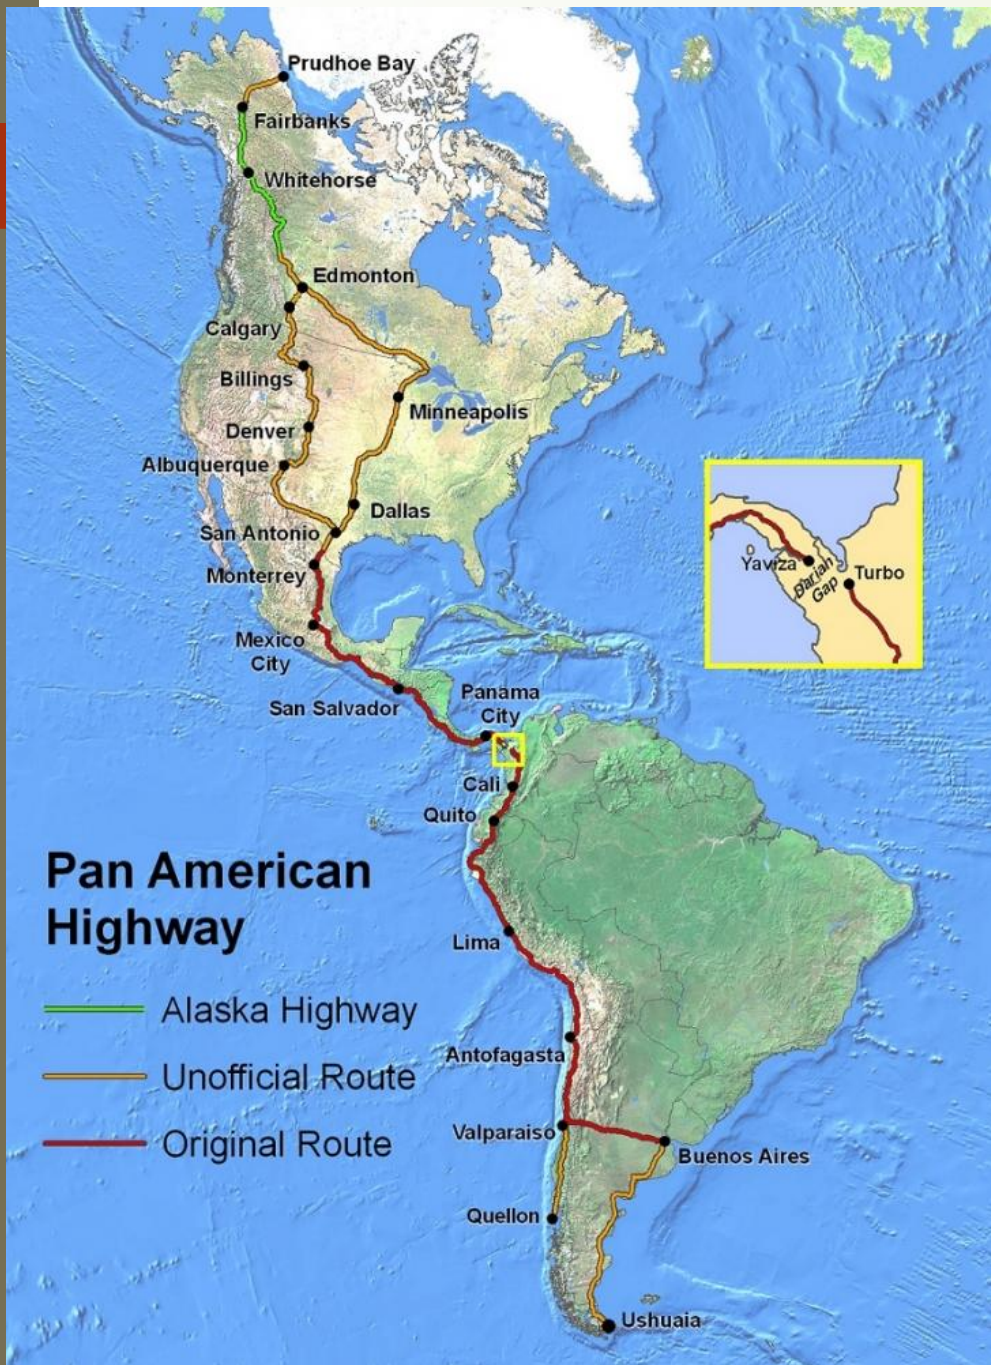 Prudhoe Bay
Fairbanks
Whitehorse
Edmonton
Calgary
Billings
Minneapolis
Denver
Albuquerque
Dallas
San Antonio
Monterrey
Yaviza
Darian
Gap
Turbo
Mexico
City
San Salvador
Panama
City
Cali
Quito
Pan American
Highway
Lima
Alaska Highway
Antofagasta
Unofficial Route
Valparaiso
Original Route
Buenos Aires
Quellon
Ushuaia